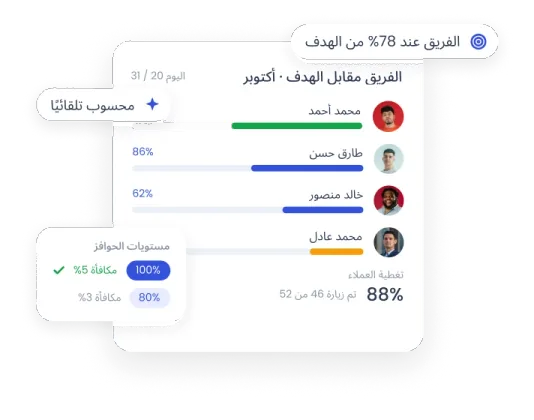 الفريق عند 78% من الهدف
الفريق مقابل الهدف · أكتوبر
اليوم 20 / 31
محسوب تلقائيًا
محمد أحمد
طارق حسن
86%
خالد منصور
62%
محمد عادل
مستويات الحوافز
100% مكافأة 5%
80% مكافأة 3%
تغطية العملاء
88% تم زيارة 46 من 52